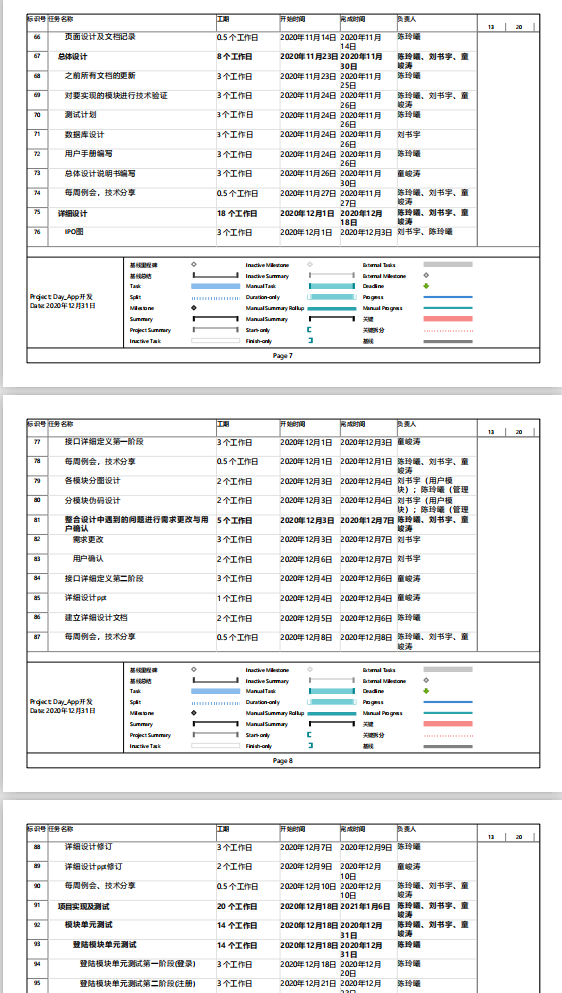 标识号 任务名称 工期 开始时间 完成时间 负责人
13 20
66 页面设计及文档记录 0.5 个工作日 2020年11月14日 2020年11月14日 陈玲曦
67 总体设计 8 个工作日 2020年11月23日 2020年11月30日 陈玲曦、刘书宇、童峻涛
68 之前所有文档的更新 3 个工作日 2020年11月23日 2020年11月25日 陈玲曦
69 对要实现的模块进行技术验证 3 个工作日 2020年11月24日 2020年11月26日 陈玲曦、刘书宇、童峻涛
70 测试计划 3 个工作日 2020年11月24日 2020年11月26日 陈玲曦
71 数据库设计 3 个工作日 2020年11月24日 2020年11月26日 刘书宇
72 用户手册编写 3 个工作日 2020年11月24日 2020年11月26日 陈玲曦
73 总体设计说明书编写 3 个工作日 2020年11月26日 2020年11月30日 童峻涛
74 每周例会，技术分享 0.5 个工作日 2020年11月27日 2020年11月27日 陈玲曦、刘书宇、童峻涛
75 详细设计 18 个工作日 2020年12月1日 2020年12月18日 陈玲曦、刘书宇、童峻涛
76 IPO图 3 个工作日 2020年12月1日 2020年12月3日 刘书宇、陈玲曦
Project: Day_App开发
Date: 2020年12月31日
基线里程碑 Inactive Milestone External Tasks
基线总结 Inactive Summary External Milestone
Task Manual Task Deadline
Split Duration-only Progress
Milestone Manual Summary Rollup Manual Progress
Summary Manual Summary 关键
Project Summary Start-only 关键拆分
Inactive Task Finish-only 基线
Page 7
标识号 任务名称 工期 开始时间 完成时间 负责人
13 20
77 接口详细定义第一阶段 3 个工作日 2020年12月1日 2020年12月3日 童峻涛
78 每周例会，技术分享 0.5 个工作日 2020年12月1日 2020年12月1日 陈玲曦、刘书宇、童峻涛
79 各模块分图设计 2 个工作日 2020年12月3日 2020年12月4日 刘书宇（用户模块）；陈玲曦（管理
80 分模块伪码设计 2 个工作日 2020年12月3日 2020年12月4日 刘书宇（用户模块）；陈玲曦（管理
81 整合设计中遇到的问题进行需求更改与用户确认 5 个工作日 2020年12月3日 2020年12月7日 陈玲曦、刘书宇、童峻涛
82 需求更改 3 个工作日 2020年12月3日 2020年12月7日 刘书宇
83 用户确认 2 个工作日 2020年12月6日 2020年12月7日 刘书宇
84 接口详细定义第二阶段 3 个工作日 2020年12月4日 2020年12月6日 童峻涛
85 详细设计ppt 1 个工作日 2020年12月4日 2020年12月4日 童峻涛
86 建立详细设计文档 2 个工作日 2020年12月5日 2020年12月6日 陈玲曦
87 每周例会，技术分享 0.5 个工作日 2020年12月8日 2020年12月8日 陈玲曦、刘书宇、童峻涛
Project: Day_App开发
Date: 2020年12月31日
基线里程碑 Inactive Milestone External Tasks
基线总结 Inactive Summary External Milestone
Task Manual Task Deadline
Split Duration-only Progress
Milestone Manual Summary Rollup Manual Progress
Summary Manual Summary 关键
Project Summary Start-only 关键拆分
Inactive Task Finish-only 基线
Page 8
标识号 任务名称 工期 开始时间 完成时间 负责人
13 20
88 详细设计修订 3 个工作日 2020年12月7日 2020年12月9日 陈玲曦
89 详细设计ppt修订 2 个工作日 2020年12月9日 2020年12月10日 童峻涛
90 每周例会、技术分享 0.5 个工作日 2020年12月10日 2020年12月10日 陈玲曦、刘书宇、童峻涛
91 项目实现及测试 20 个工作日 2020年12月18日 2021年1月6日 陈玲曦、刘书宇、童峻涛
92 模块单元测试 14 个工作日 2020年12月18日 2020年12月31日 陈玲曦、刘书宇、童峻涛
93 登陆模块单元测试 14 个工作日 2020年12月18日 2020年12月31日 陈玲曦
94 登陆模块单元测试第一阶段(登录) 3 个工作日 2020年12月18日 2020年12月20日 陈玲曦
95 登陆模块单元测试第二阶段(注册) 3 个工作日 2020年12月21日 2020年12月 陈玲曦